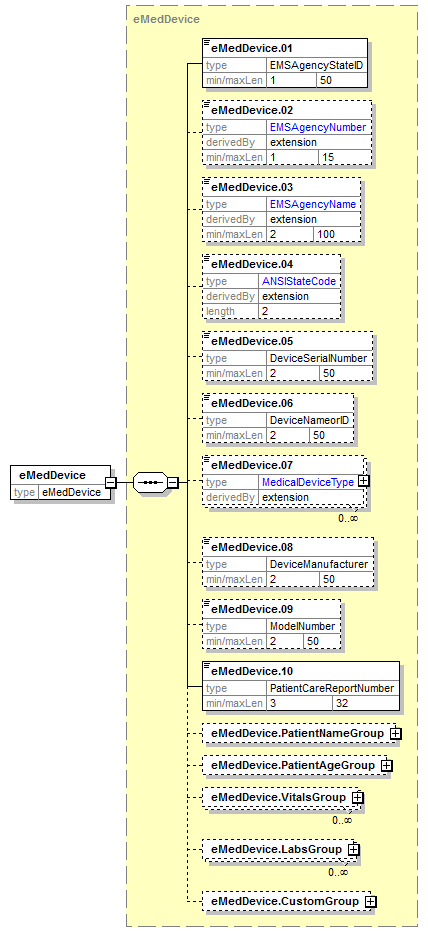 eMedDevice
eMedDevice.01
type EMSAgencyStateID
min/maxLen 1 50
eMedDevice.02
type EMSAgencyNumber
derivedBy extension
min/maxLen 1 15
eMedDevice.03
type EMSAgencyName
derivedBy extension
min/maxLen 2 100
eMedDevice.04
type ANSIStateCode
derivedBy extension
length 2
eMedDevice.05
type DeviceSerialNumber
min/maxLen 2 50
eMedDevice.06
type DeviceNameorID
min/maxLen 2 50
eMedDevice
type eMedDevice
eMedDevice.07
type MedicalDeviceType
derivedBy extension
0..∞
eMedDevice.08
type DeviceManufacturer
min/maxLen 2 50
eMedDevice.09
type ModelNumber
min/maxLen 2 50
eMedDevice.10
type PatientCareReportNumber
min/maxLen 3 32
eMedDevice.PatientNameGroup
eMedDevice.PatientAgeGroup
eMedDevice.VitalsGroup
0..∞
eMedDevice.LabsGroup
0..∞
eMedDevice.CustomGroup